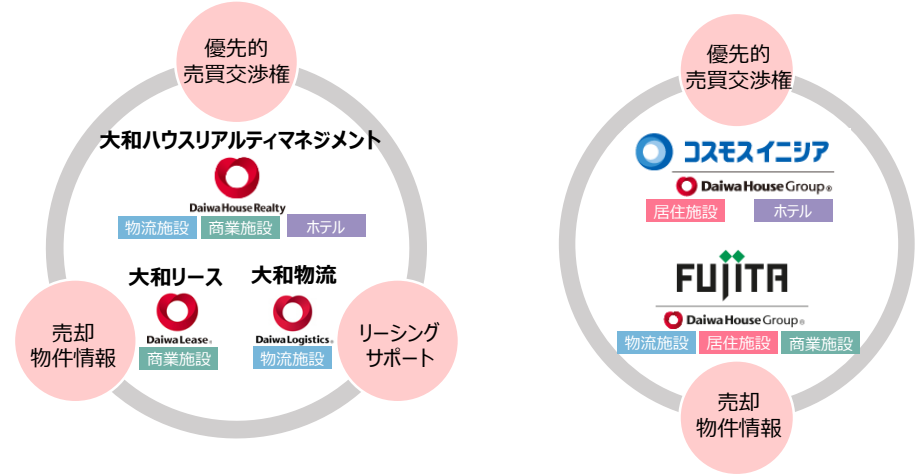 優先的
売買交渉権
大和ハウスリアルティマネジメント
Daiwa House Realty
物流施設
商業施設
ホテル
大和リース
Daiwa Lease®
商業施設
大和物流
Daiwa Logistics®
物流施設
売却
物件情報
リーシング
サポート
優先的
売買交渉権
コスモスイニシア
Daiwa House Group®
居住施設
ホテル
FUJITA
Daiwa House Group®
物流施設
居住施設
商業施設
売却
物件情報